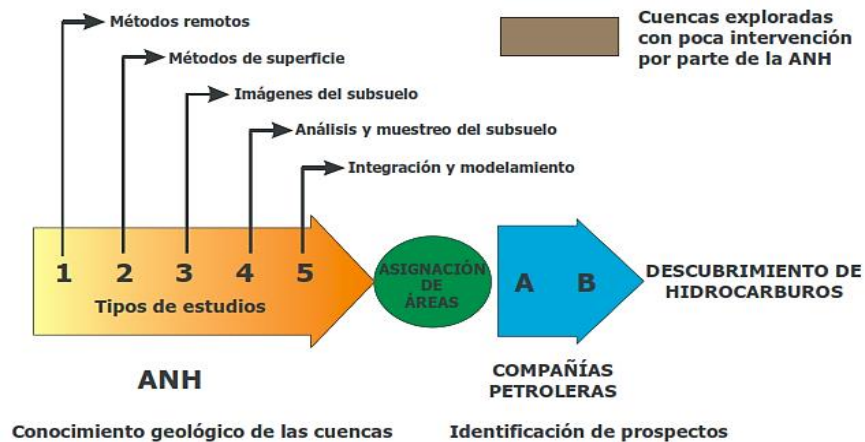 Métodos remotos
Métodos de superficie
Imágenes del subsuelo
Análisis y muestreo del subsuelo
Integración y modelamiento
Cuencas exploradas
con poca intervención
por parte de la ANH
1 2 3 4 5
Tipos de estudios
ASIGNACIÓN
DE
ÁREAS
A B
DESCUBRIMIENTO DE
HIDROCARBUROS
ANH
COMPAÑÍAS
PETROLERAS
Conocimiento geológico de las cuencas
Identificación de prospectos